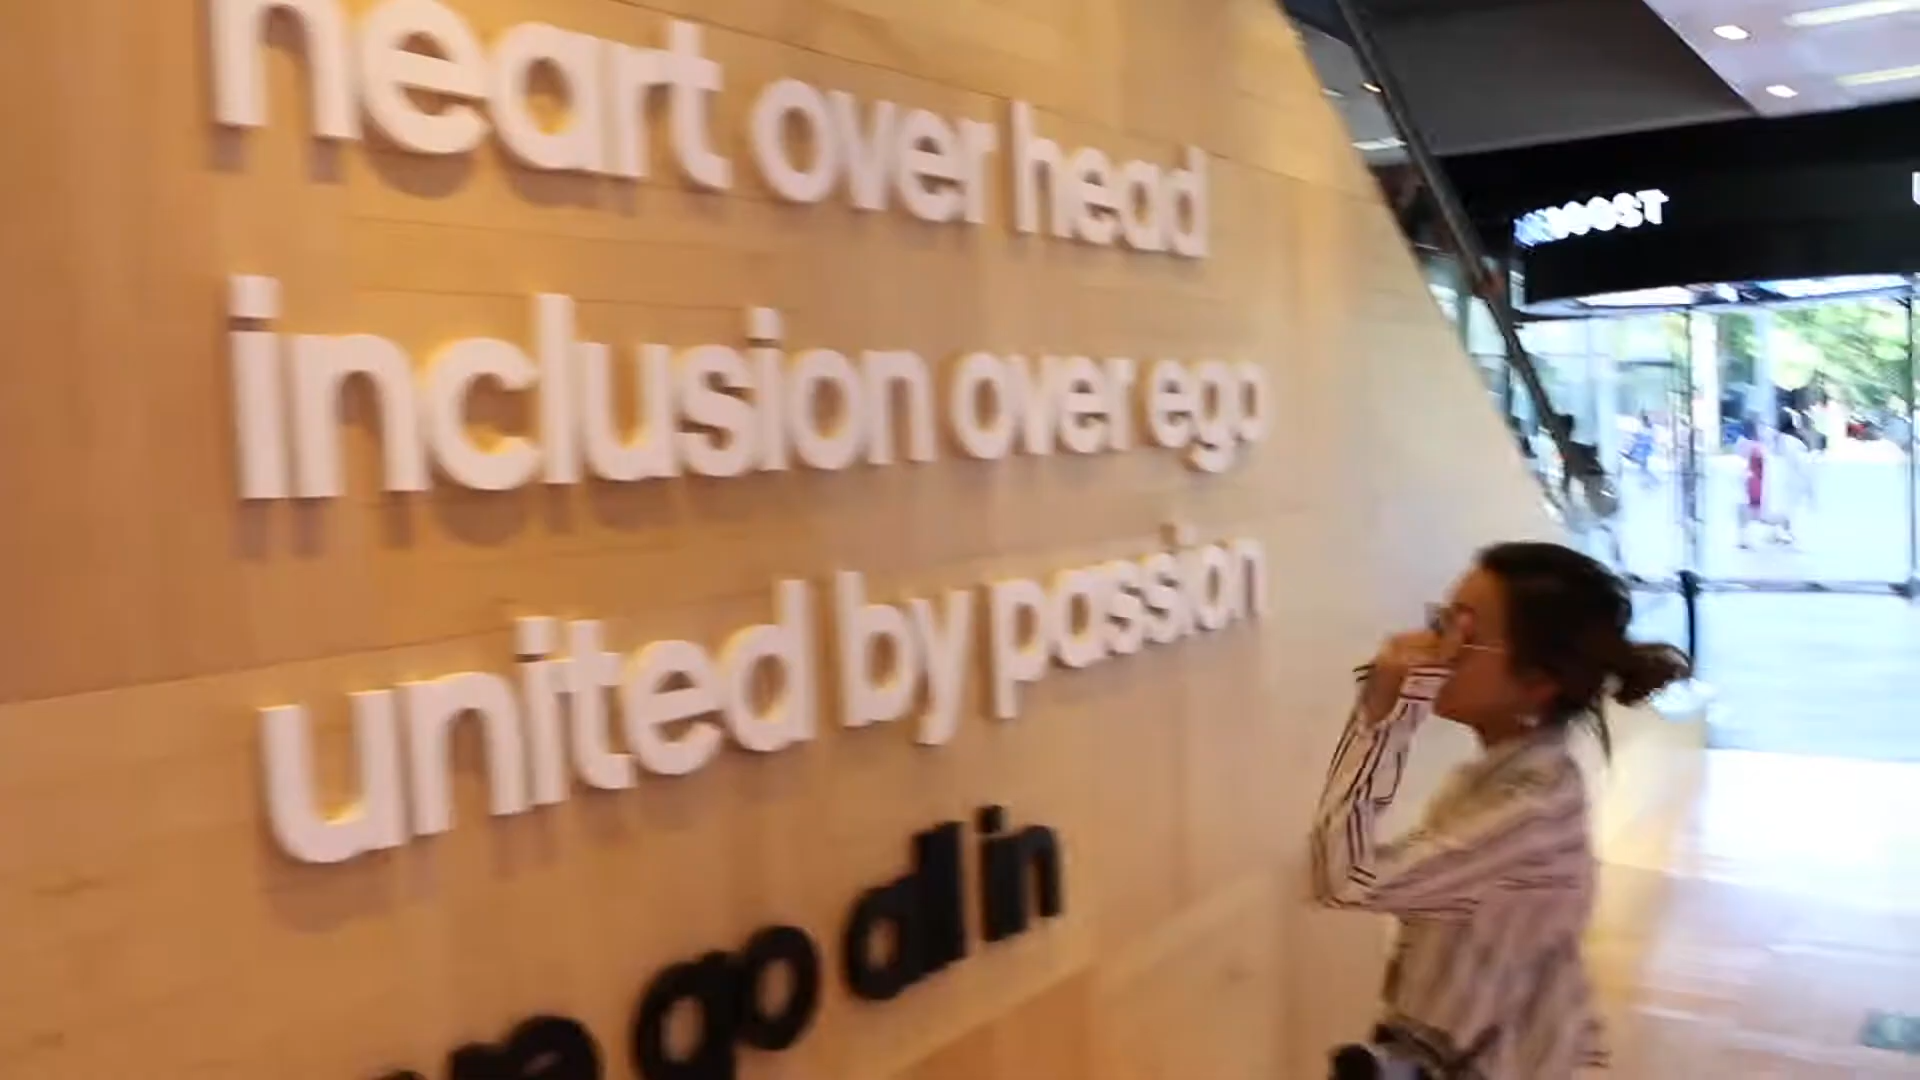 heart over head
inclusion over ego
united by passion
go all in